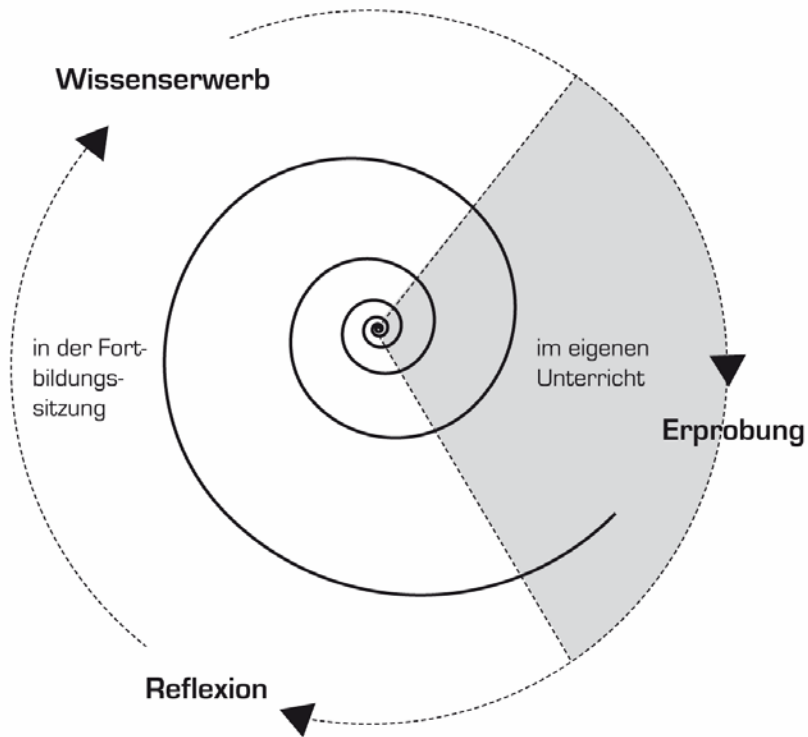 Wissenserwerb
in der Fort-
bildungs-
sitzung
im eigenen
Unterricht
Erprobung
Reflexion